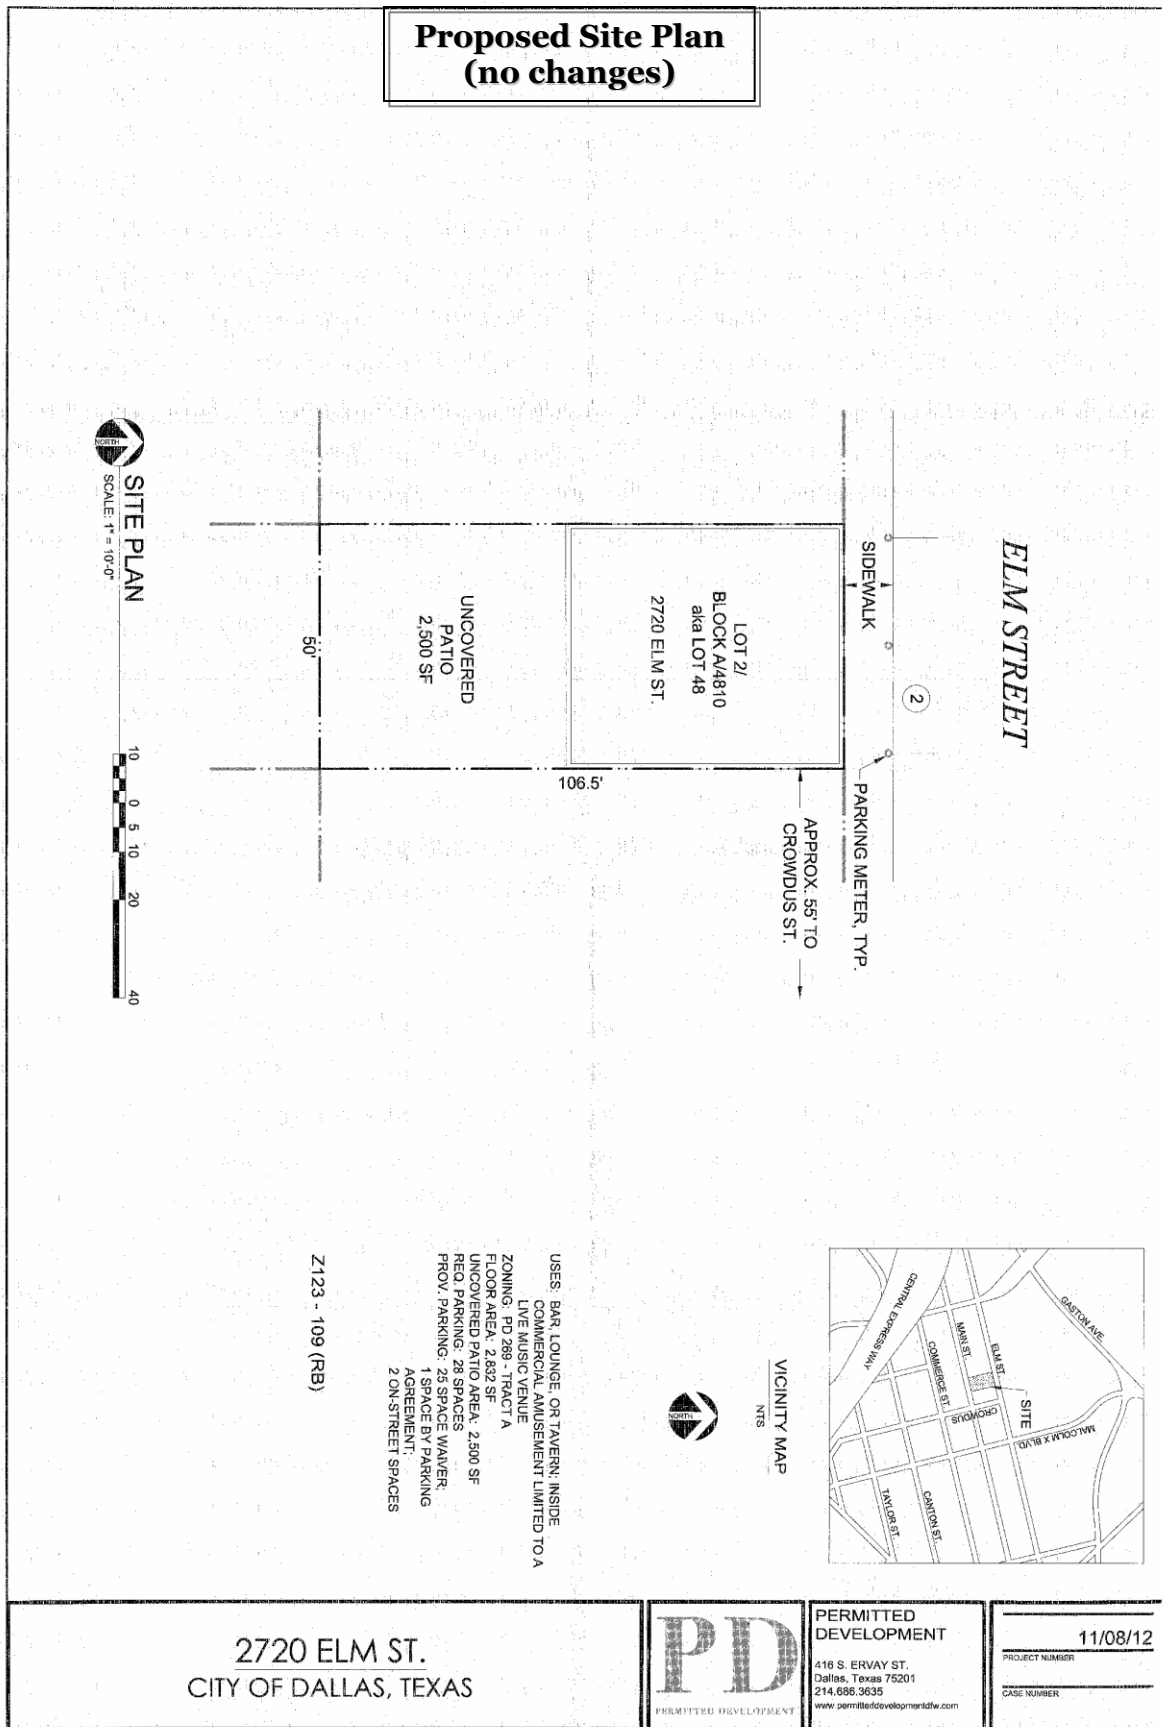 Proposed Site Plan
(no changes)
ELM STREET
SIDEWALK
2
PARKING METER, TYP.
APPROX. 55' TO
CROWDUS ST.
LOT 2/
BLOCK A/4810
aka LOT 48
2720 ELM ST.
106.5'
UNCOVERED
PATIO
2,500 SF
50'
NORTH
SITE PLAN
SCALE: 1" = 10'-0"
10 0 5 10 20 40
GASTON AVE.
MALCOLM X BLVD.
SITE
ELM ST.
CROWDUS
MAIN ST.
COMMERCE ST.
CANTON ST.
TAYLOR ST.
CENTRAL EXPRESS WAY
VICINITY MAP
NTS
NORTH
USES: BAR, LOUNGE, OR TAVERN; INSIDE
COMMERCIAL AMUSEMENT LIMITED TO A
LIVE MUSIC VENUE
ZONING: PD 269 - TRACT A
FLOOR AREA: 2,832 SF
UNCOVERED PATIO AREA: 2,500 SF
REQ. PARKING: 28 SPACES
PROV. PARKING: 25 SPACE WAIVER;
1 SPACE BY PARKING
AGREEMENT;
2 ON-STREET SPACES
Z123 - 109 (RB)
2720 ELM ST.
CITY OF DALLAS, TEXAS
PD
PERMITTED DEVELOPMENT
PERMITTED
DEVELOPMENT
416 S. ERVAY ST.
Dallas, Texas 75201
214.686.3635
www.permitteddevelopmentdfw.com
11/08/12
PROJECT NUMBER
CASE NUMBER